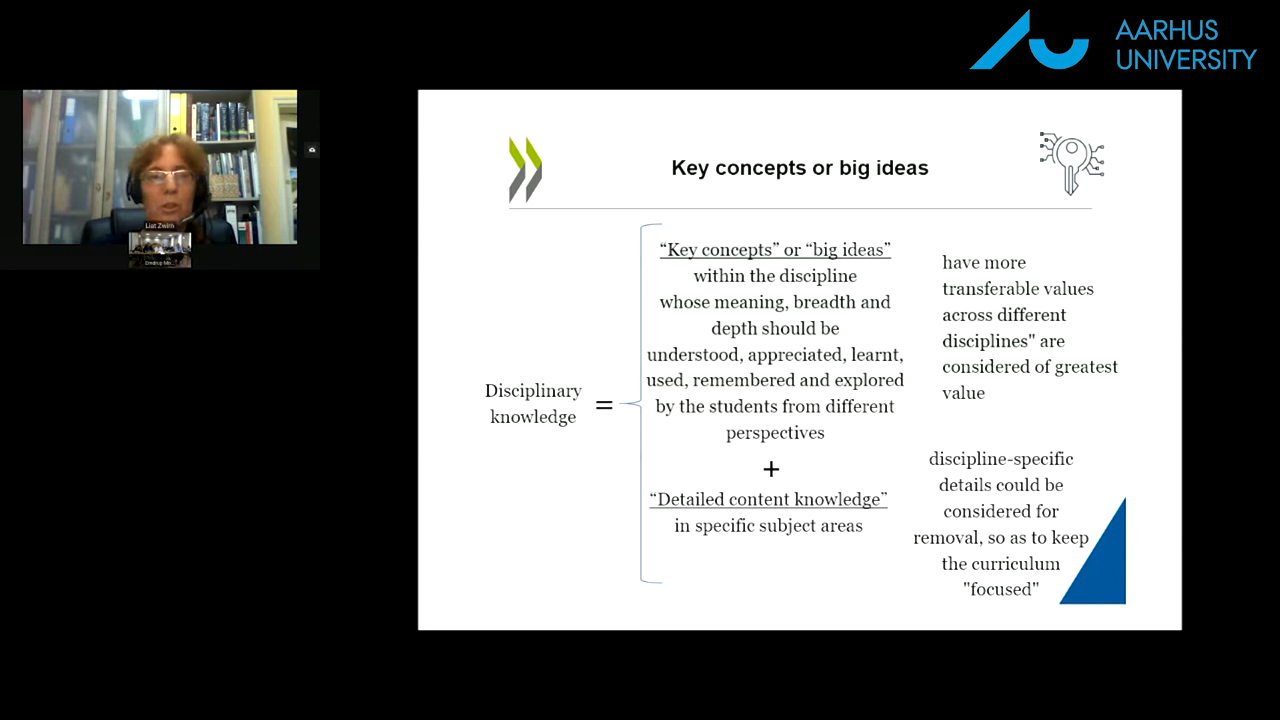 AARHUS
UNIVERSITY
Liat Zwirn
Key concepts or big ideas
Disciplinary
knowledge
=
“Key concepts” or “big ideas”
within the discipline
whose meaning, breadth and
depth should be
understood, appreciated, learnt,
used, remembered and explored
by the students from different
perspectives
+
“Detailed content knowledge”
in specific subject areas
have more
transferable values
across different
disciplines" are
considered of greatest
value
discipline-specific
details could be
considered for
removal, so as to keep
the curriculum
"focused"